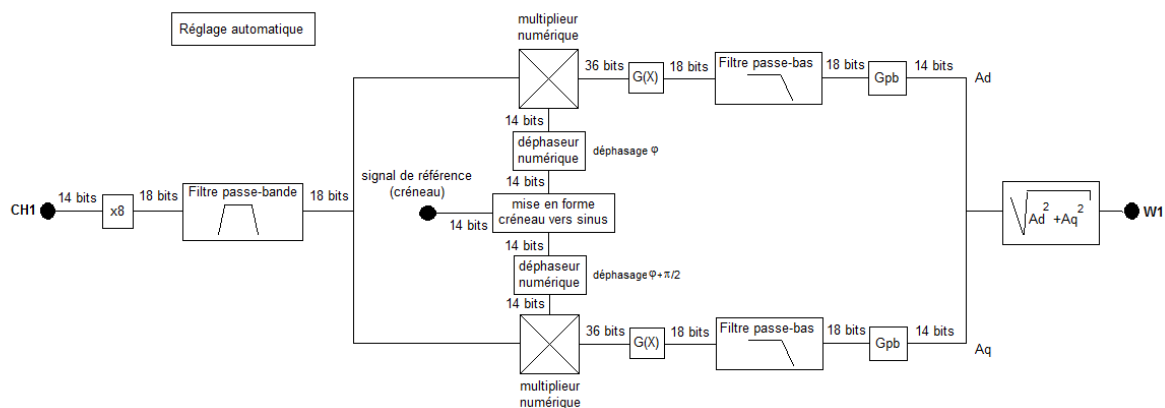 Réglage automatique
multiplieur
numérique
36 bits
G(X)
18 bits
Filtre passe-bas
18 bits
Gpb
14 bits
Ad
14 bits
déphaseur
numérique
déphasage φ
14 bits
signal de référence
(créneau)
14 bits
mise en forme
créneau vers sinus
CH1
14 bits
x8
18 bits
Filtre passe-bande
18 bits
14 bits
déphaseur
numérique
déphasage φ+π/2
14 bits
multiplieur
numérique
36 bits
G(X)
18 bits
Filtre passe-bas
18 bits
Gpb
14 bits
Aq
√Ad² +Aq²
W1